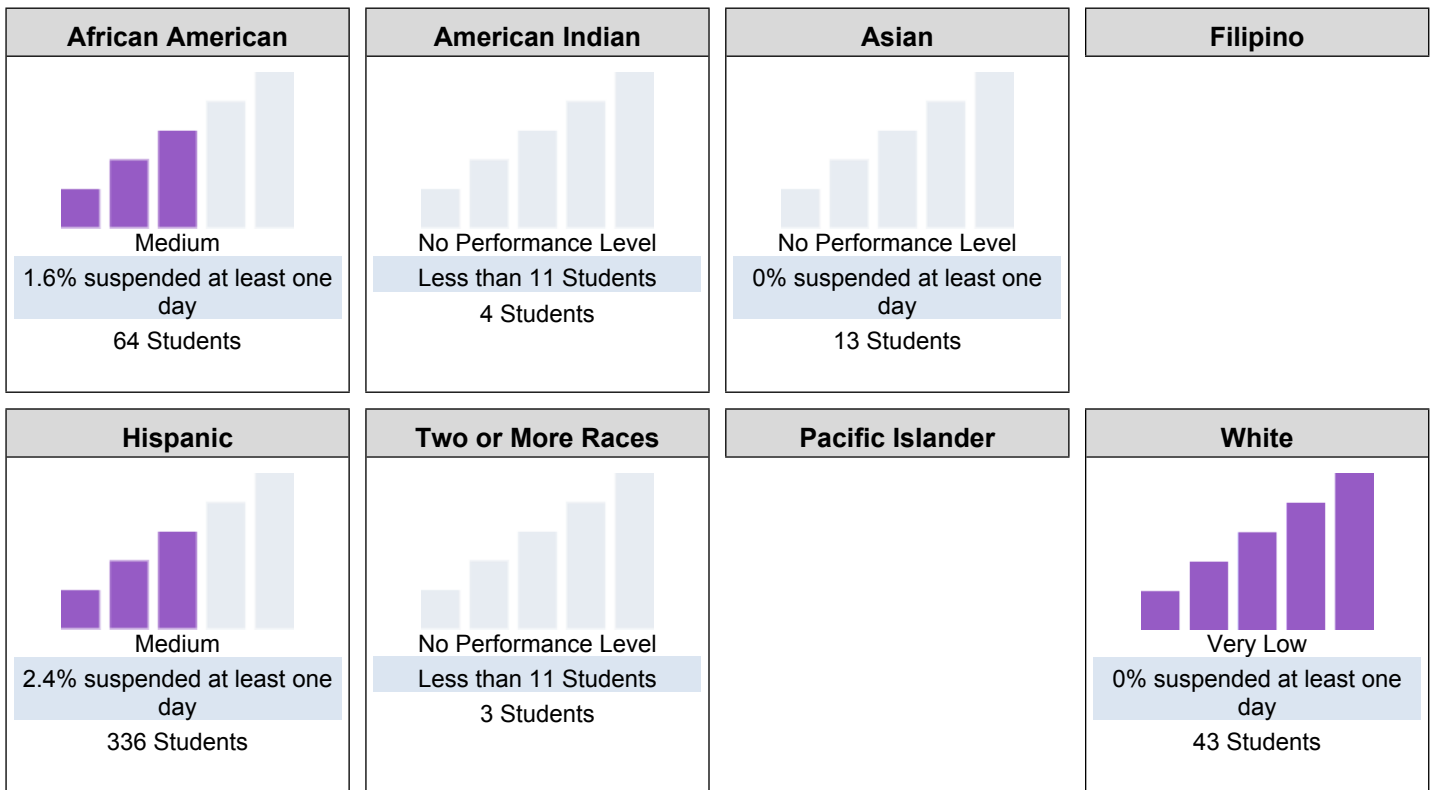 African American
Medium
1.6% suspended at least one
day
64 Students
American Indian
No Performance Level
Less than 11 Students
4 Students
Asian
No Performance Level
0% suspended at least one
day
13 Students
Filipino
Hispanic
Medium
2.4% suspended at least one
day
336 Students
Two or More Races
No Performance Level
Less than 11 Students
3 Students
Pacific Islander
White
Very Low
0% suspended at least one
day
43 Students